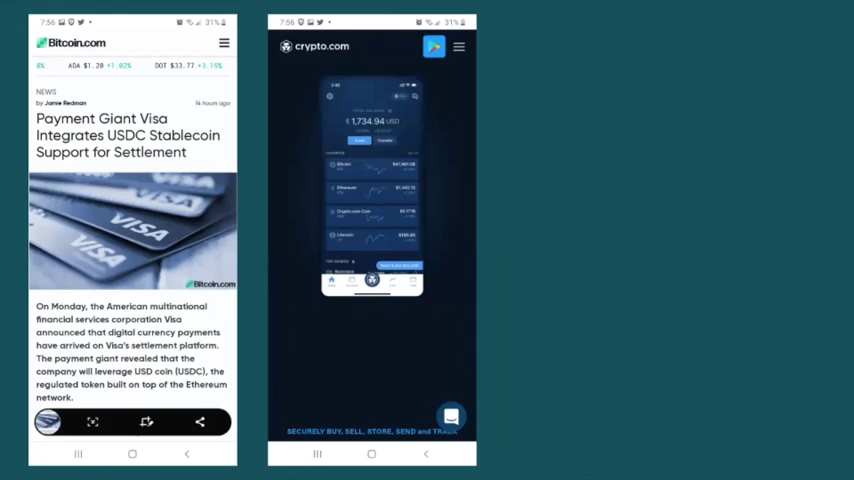 7:56
31%
Bitcoin.com
8% ADA $1.20 +1.02% DOT $33.77 +3.16%
NEWS
by Jamie Redman
14 hours ago
Payment Giant Visa
Integrates USDC Stablecoin
Support for Settlement
VISA
VISA
VISA
Bitcoin.com
On Monday, the American multinational
financial services corporation Visa
announced that digital currency payments
have arrived on Visa's settlement platform.
The payment giant revealed that the
company will leverage USD coin (USDC), the
regulated token built on top of the Ethereum
network.
7:56
31%
crypto.com
$ 1,734.94 USD
Transfer
Bitcoin
Ethereum
Crypto.com Coin
Litecoin
SECURELY BUY, SELL, STORE, SEND and TRACK